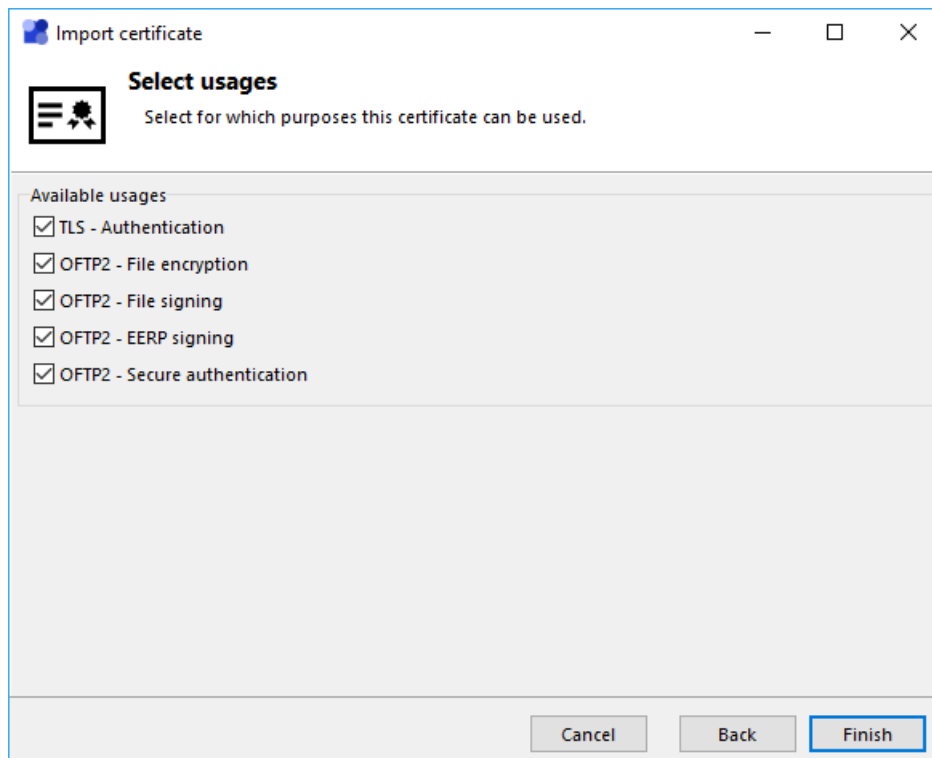 Import certificate
Select usages
Select for which purposes this certificate can be used.
Available usages
TLS - Authentication
OFTP2 - File encryption
OFTP2 - File signing
OFTP2 - EERP signing
OFTP2 - Secure authentication
Cancel Back Finish